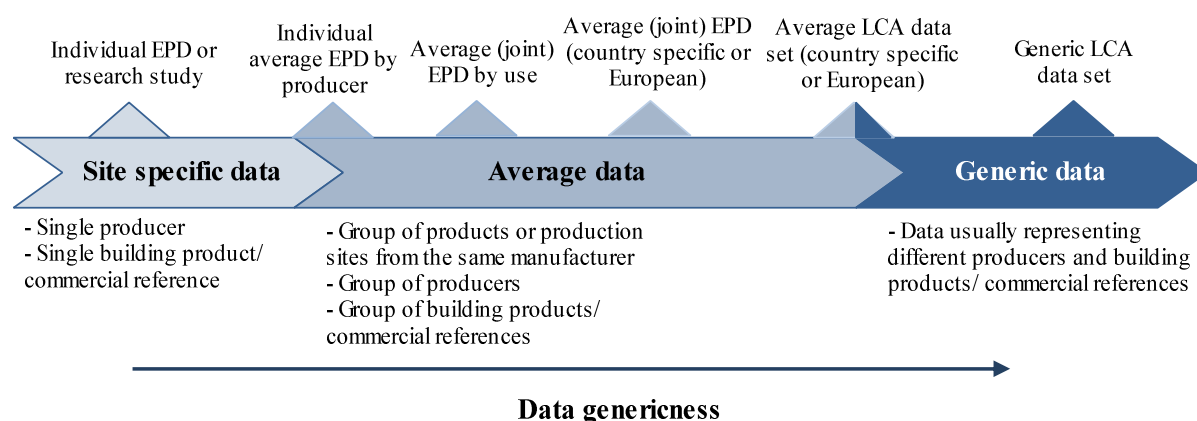 Individual EPD or
research study
Individual
average EPD by
producer
Average (joint)
EPD by use
Average (joint) EPD
(country specific or
European)
Average LCA data
set (country specific
or European)
Generic LCA
data set
Site specific data
Average data
Generic data
- Single producer
- Single building product/
commercial reference
- Group of products or production
sites from the same manufacturer
- Group of producers
- Group of building products/
commercial references
- Data usually representing
different producers and building
products/ commercial references
Data genericness